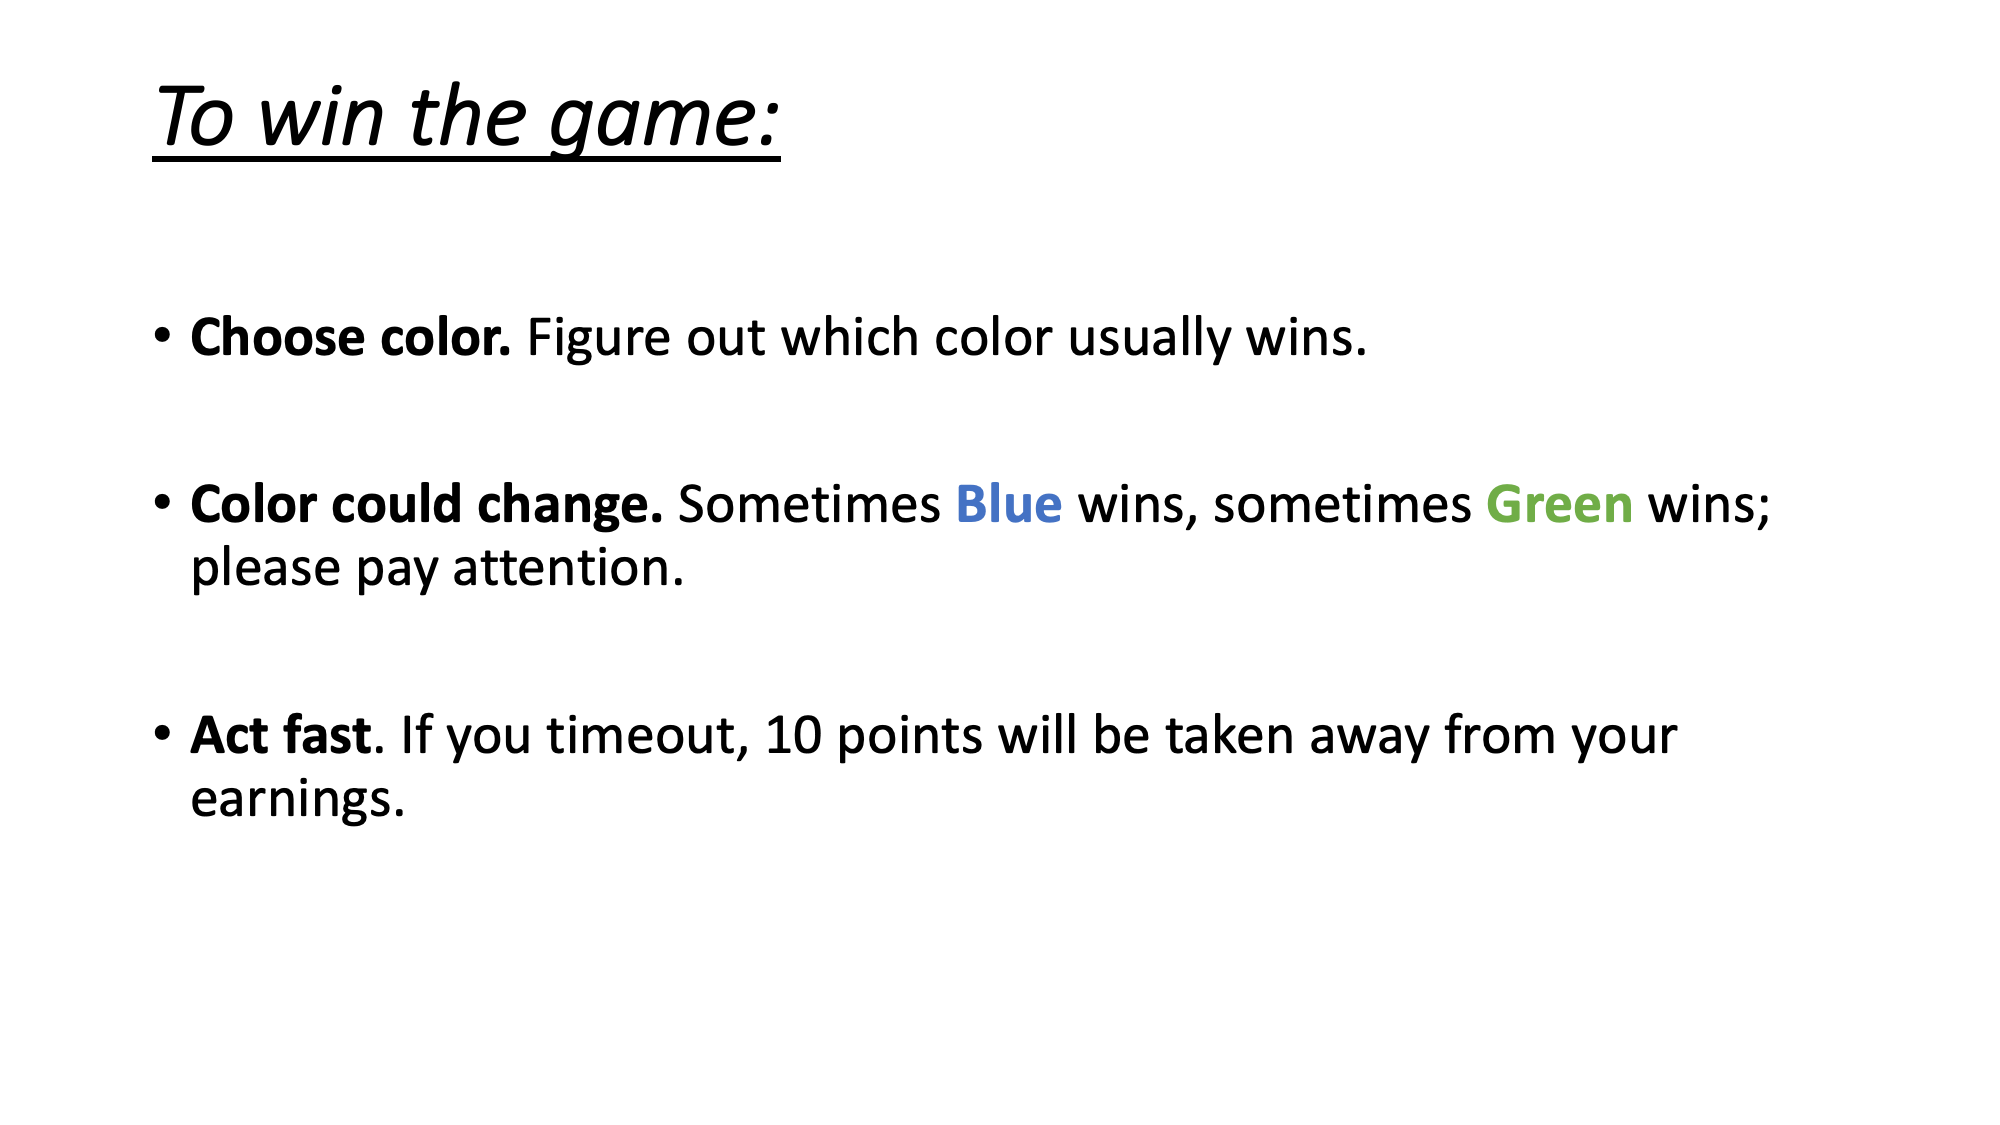 To win the game:
• Choose color. Figure out which color usually wins.
• Color could change. Sometimes Blue wins, sometimes Green wins;
please pay attention.
• Act fast. If you timeout, 10 points will be taken away from your
earnings.